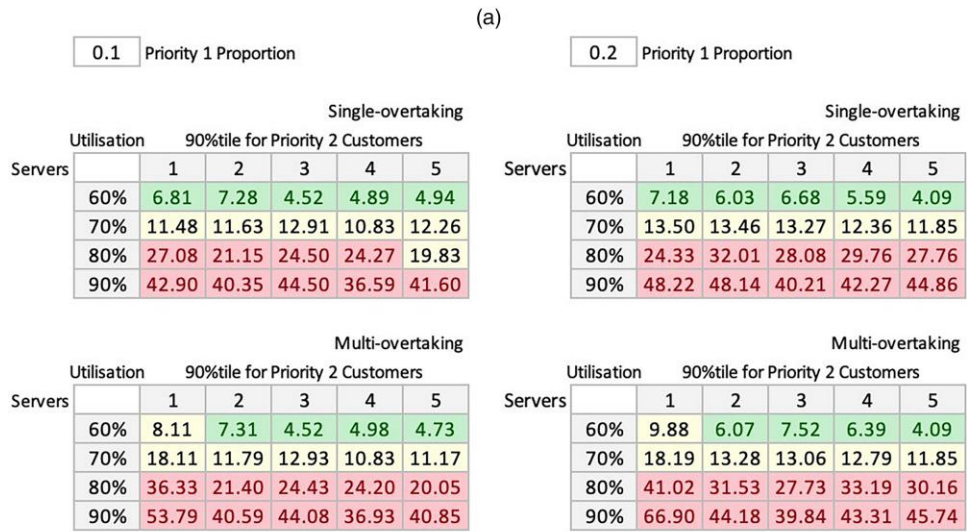 (a)
0.1 Priority 1 Proportion
Single-overtaking
Utilisation 90%tile for Priority 2 Customers
Servers 1 2 3 4 5
60% 6.81 7.28 4.52 4.89 4.94
70% 11.48 11.63 12.91 10.83 12.26
80% 27.08 21.15 24.50 24.27 19.83
90% 42.90 40.35 44.50 36.59 41.60
Multi-overtaking
Utilisation 90%tile for Priority 2 Customers
Servers 1 2 3 4 5
60% 8.11 7.31 4.52 4.98 4.73
70% 18.11 11.79 12.93 10.83 11.17
80% 36.33 21.40 24.43 24.20 20.05
90% 53.79 40.59 44.08 36.93 40.85
0.2 Priority 1 Proportion
Single-overtaking
Utilisation 90%tile for Priority 2 Customers
Servers 1 2 3 4 5
60% 7.18 6.03 6.68 5.59 4.09
70% 13.50 13.46 13.27 12.36 11.85
80% 24.33 32.01 28.08 29.76 27.76
90% 48.22 48.14 40.21 42.27 44.86
Multi-overtaking
Utilisation 90%tile for Priority 2 Customers
Servers 1 2 3 4 5
60% 9.88 6.07 7.52 6.39 4.09
70% 18.19 13.28 13.06 12.79 11.85
80% 41.02 31.53 27.73 33.19 30.16
90% 66.90 44.18 39.84 43.31 45.74